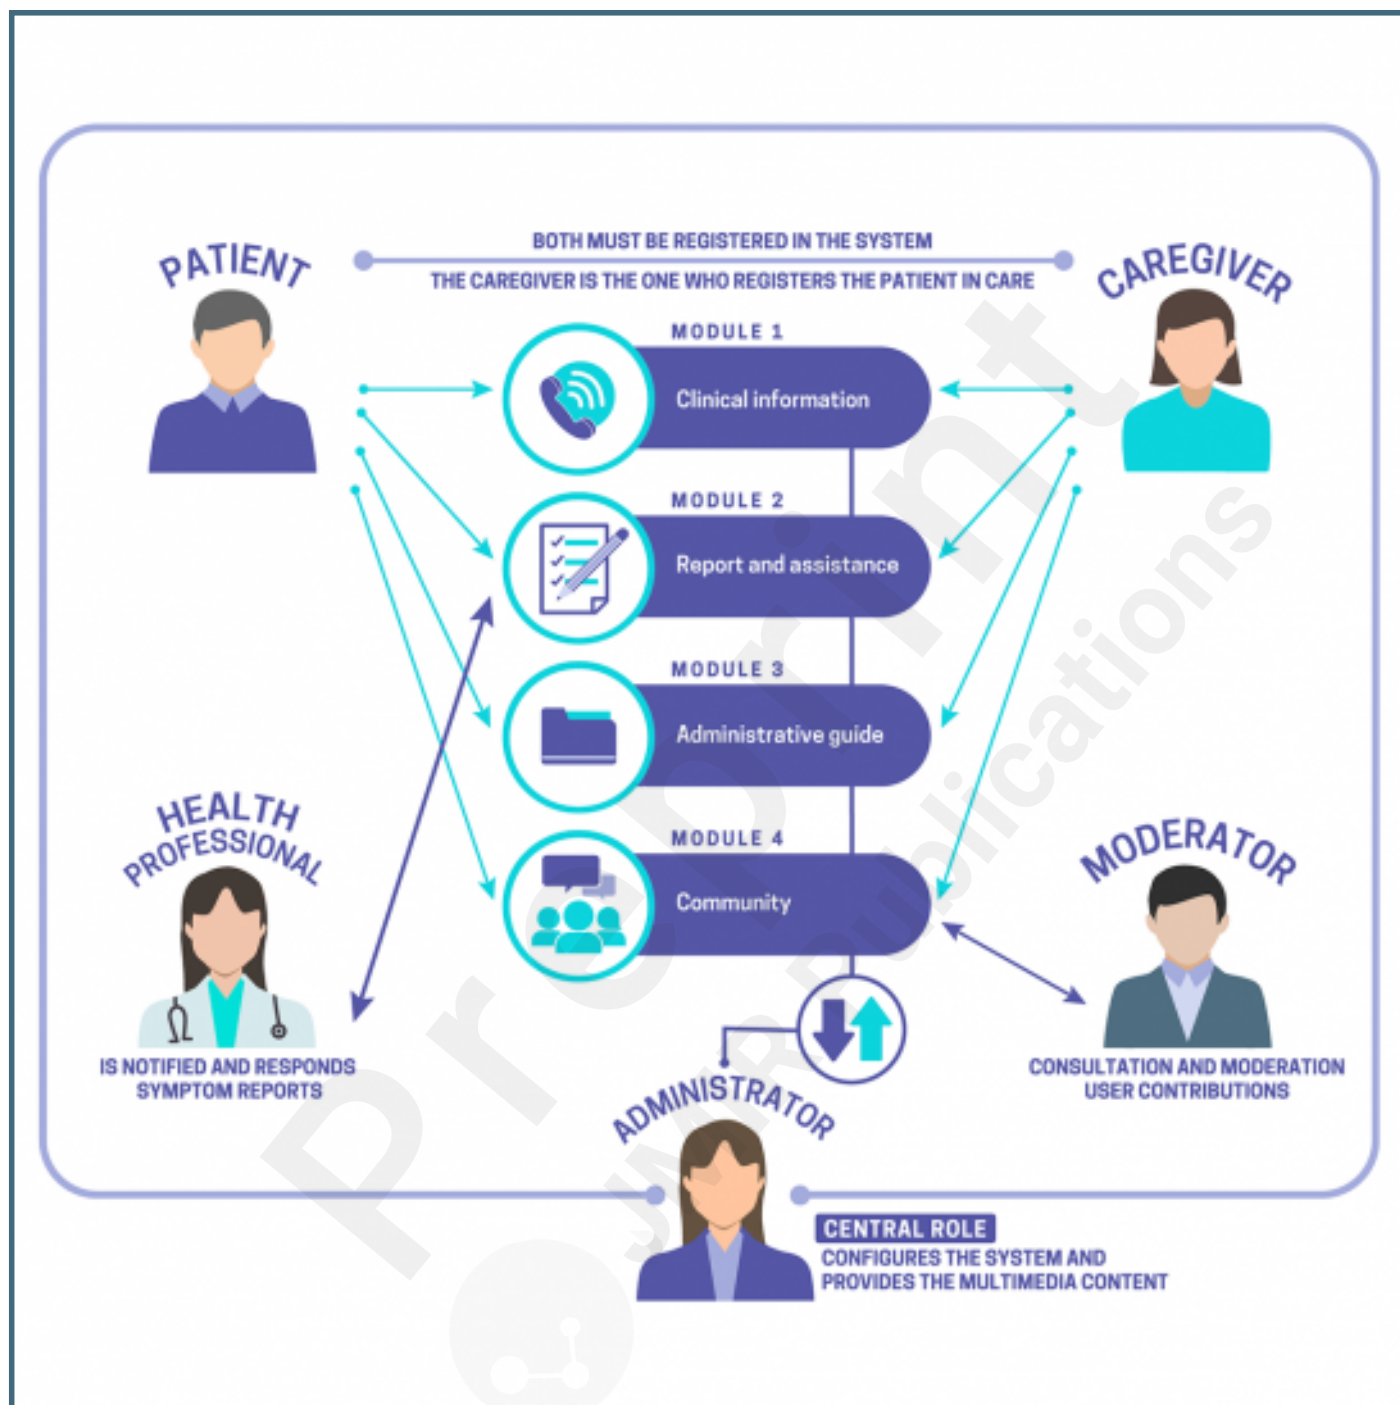 BOTH MUST BE REGISTERED IN THE SYSTEM
PATIENT
CAREGIVER
THE CAREGIVER IS THE ONE WHO REGISTERS THE PATIENT IN CARE
MODULE 1
Clinical information
MODULE 2
Report and assistance
MODULE 3
Administrative guide
MODULE 4
Community
HEALTH
PROFESSIONAL
IS NOTIFIED AND RESPONDS
SYMPTOM REPORTS
MODERATOR
CONSULTATION AND MODERATION
USER CONTRIBUTIONS
ADMINISTRATOR
CENTRAL ROLE
CONFIGURES THE SYSTEM AND
PROVIDES THE MULTIMEDIA CONTENT
Preprint
JMIR Publications